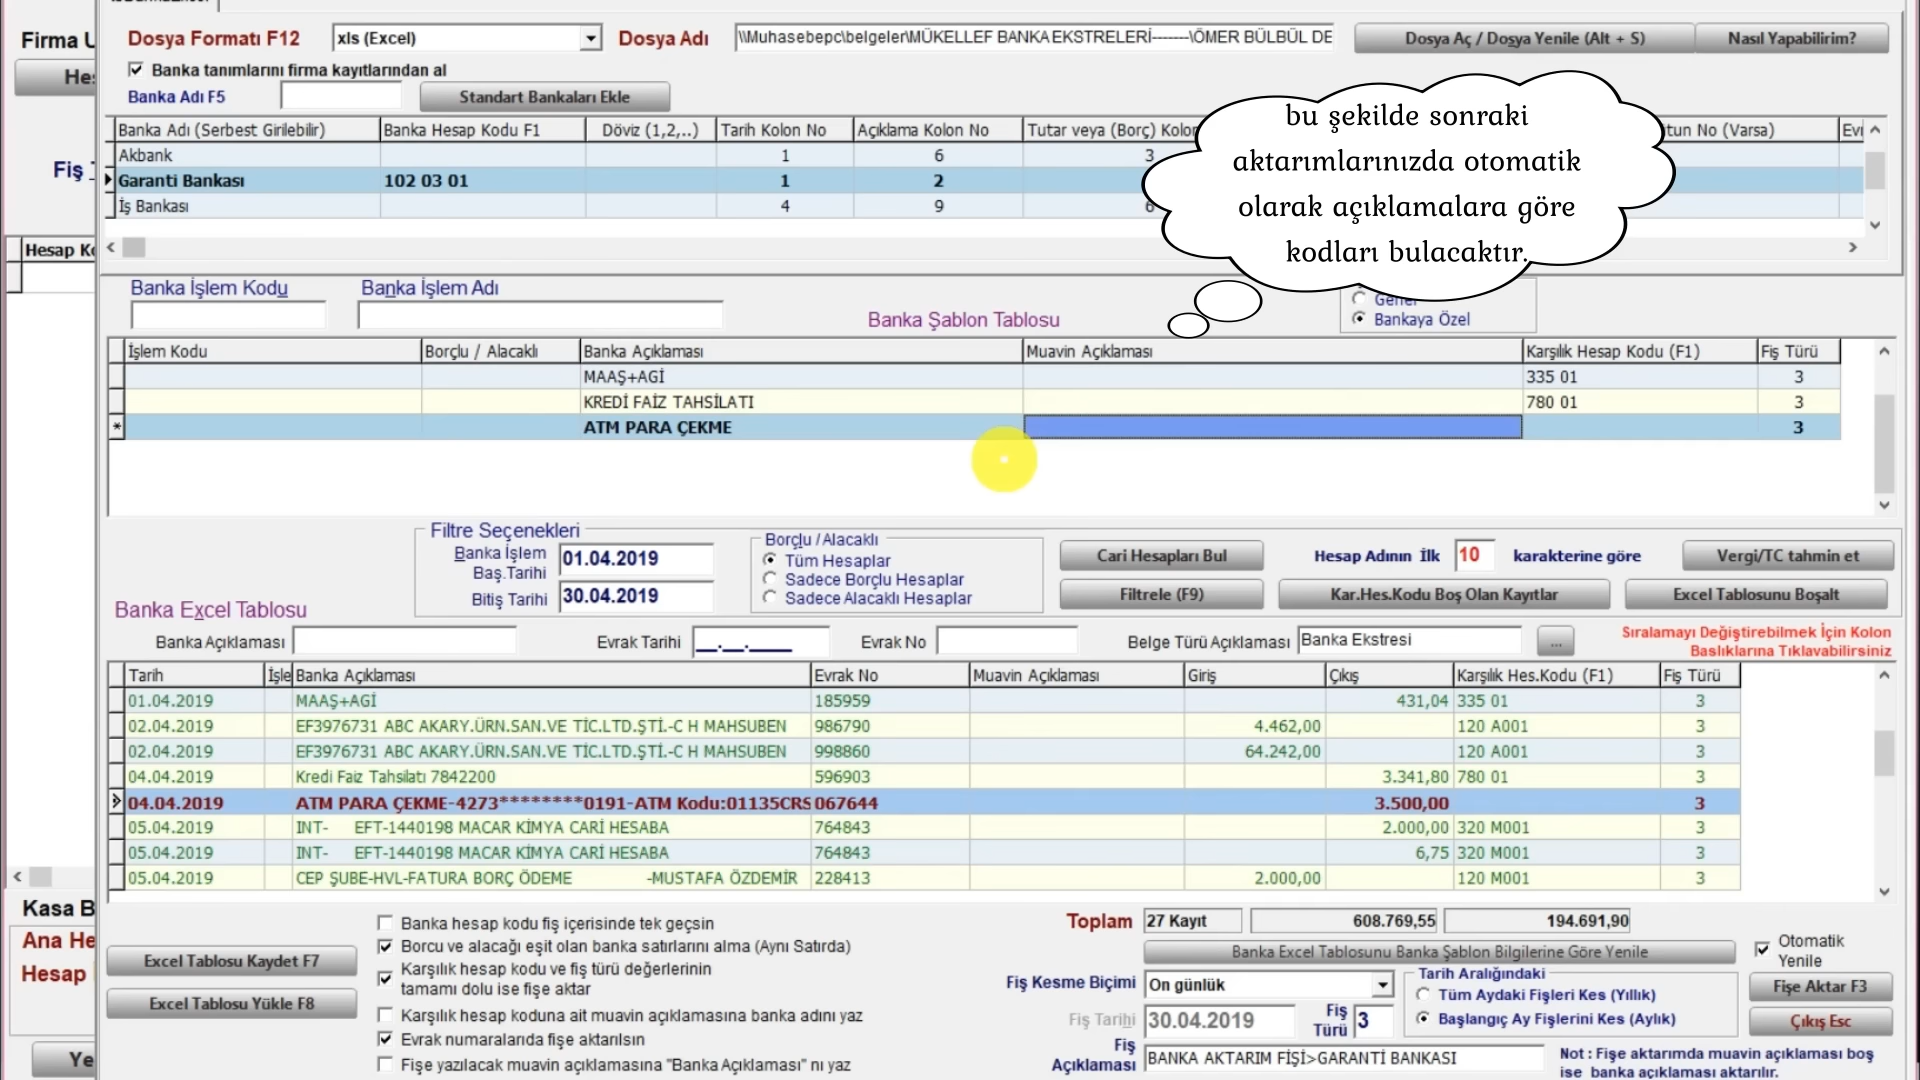 Firma U
Dosya Formatı F12
xls (Excel)
Dosya Adı
\\Muhasebepc\belgeler\MÜKELLEF BANKA EKSTRELERİ-------\ÖMER BÜLBÜL DE
Dosya Aç / Dosya Yenile (Alt + S)
Nasıl Yapabilirim?
Banka tanımlarını firma kayıtlarından al
Banka Adı F5
Standart Bankaları Ekle
Banka Adı (Serbest Girilebilir) Banka Hesap Kodu F1 Döviz (1,2,..) Tarih Kolon No Açıklama Kolon No Tutar veya (Borç) Kolon
Akbank 1 6 3
Garanti Bankası 102 03 01 1 2
İş Bankası 4 9 6
bu şekilde sonraki
aktarımlarınızda otomatik
olarak açıklamalara göre
kodları bulacaktır.
tun No (Varsa)
Fiş
Hesap
Banka İşlem Kodu
Banka İşlem Adı
Banka Şablon Tablosu
Genel
Bankaya Özel
İşlem Kodu Borçlu / Alacaklı Banka Açıklaması Muavin Açıklaması Karşılık Hesap Kodu (F1) Fiş Türü
MAAŞ+AGİ 335 01 3
KREDİ FAİZ TAHSİLATI 780 01 3
* ATM PARA ÇEKME 3
Filtre Seçenekleri
Banka İşlem
Baş.Tarihi
01.04.2019
Bitiş Tarihi
30.04.2019
Borçlu /Alacaklı
Tüm Hesaplar
Sadece Borçlu Hesaplar
Sadece Alacaklı Hesaplar
Cari Hesapları Bul
Hesap Adının İlk 10 karakterine göre
Vergi/TC tahmin et
Filtrele (F9)
Kar.Hes.Kodu Boş Olan Kayıtlar
Excel Tablosunu Boşalt
Banka Excel Tablosu
Banka Açıklaması
Evrak Tarihi
__.__.____
Evrak No
Belge Türü Açıklaması
Banka Ekstresi
...
Sıralamayı Değiştirebilmek İçin Kolon
Baslıklarına Tıklavabilirsiniz
Tarih İşle Banka Açıklaması Evrak No Muavin Açıklaması Giriş Çıkış Karşılık Hes.Kodu (F1) Fiş Türü
01.04.2019 MAAŞ+AGİ 185959 431,04 335 01 3
02.04.2019 EF3976731 ABC AKARY.ÜRN.SAN.VE TİC.LTD.ŞTİ.-C H MAHSUBEN 986790 4.462,00 120 A001 3
02.04.2019 EF3976731 ABC AKARY.ÜRN.SAN.VE TİC.LTD.ŞTİ.-C H MAHSUBEN 998860 64.242,00 120 A001 3
04.04.2019 Kredi Faiz Tahsilatı 7842200 596903 3.341,80 780 01 3
04.04.2019 ATM PARA ÇEKME-4273********0191-ATM Kodu:01135CRS 067644 3.500,00 3
05.04.2019 INT- EFT-1440198 MACAR KİMYA CARİ HESABA 764843 2.000,00 320 M001 3
05.04.2019 INT- EFT-1440198 MACAR KİMYA CARİ HESABA 764843 6,75 320 M001 3
05.04.2019 CEP ŞUBE-HVL-FATURA BORÇ ÖDEME -MUSTAFA ÖZDEMİR 228413 2.000,00 120 M001 3
Kasa B
Ana He
Hesap
Ye
Excel Tablosu Kaydet F7
Excel Tablosu Yükle F8
Banka hesap kodu fiş içerisinde tek geçsin
Borcu ve alacağı eşit olan banka satırlarını alma (Aynı Satırda)
Karşılık hesap kodu ve fiş türü değerlerinin
tamamı dolu ise fişe aktar
Karşılık hesap koduna ait muavin açıklamasına banka adını yaz
Evrak numaralarıda fişe aktarılsın
Fişe yazılacak muavin açıklamasına "Banka Açıklaması" nı yaz
Toplam 27 Kayıt 608.769,55 194.691,90
Banka Excel Tablosunu Banka Şablon Bilgilerine Göre Yenile
Otomatik
Yenile
Fiş Kesme Biçimi
On günlük
Tarih Aralığındaki
Tüm Aydaki Fişleri Kes (Yıllık)
Başlangıç Ay Fişlerini Kes (Aylık)
Fişe Aktar F3
Çıkış Esc
Fiş Tarihi
30.04.2019
Fiş
Türü
3
Fiş
Açıklaması
BANKA AKTARIM FİŞİ>GARANTİ BANKASI
Not : Fişe aktarımda muavin açıklaması boş
ise banka açıklaması aktarılır.